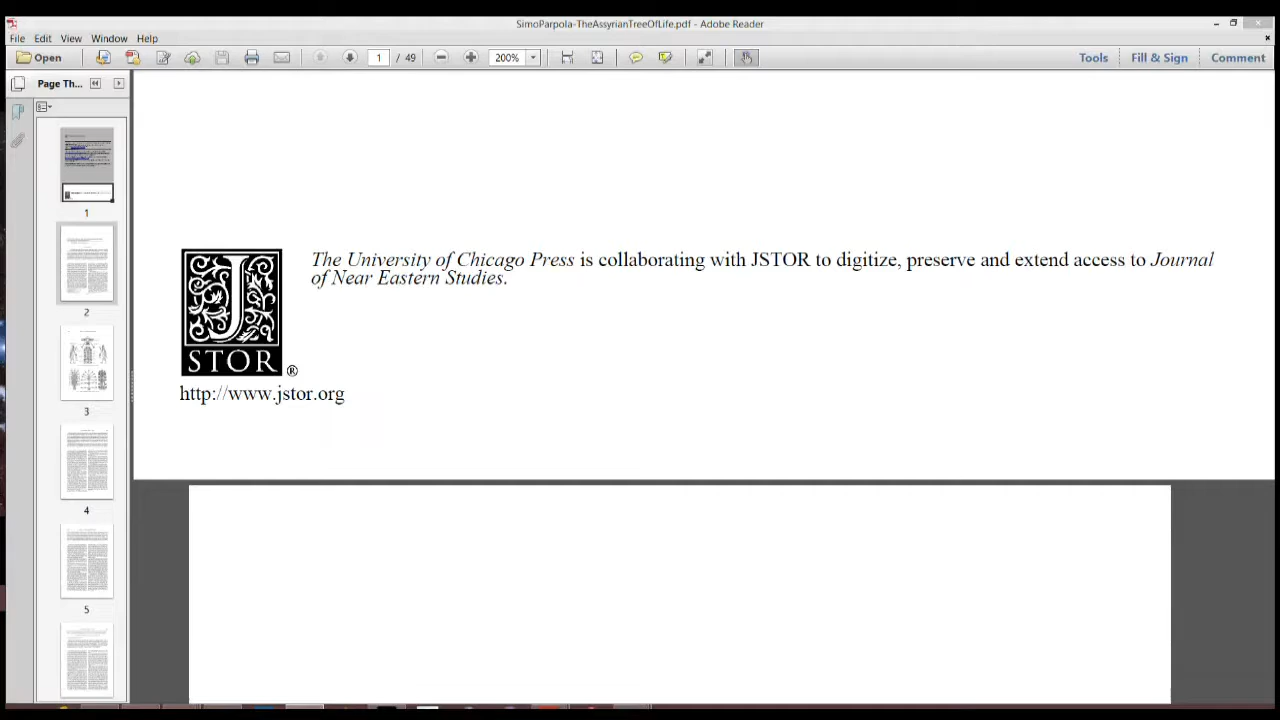 SimoParpola-TheAssyrianTreeOfLife.pdf - Adobe Reader
File Edit View Window Help
Open 1 / 49 200% Tools Fill & Sign Comment
Page Th...
The University of Chicago Press is collaborating with JSTOR to digitize, preserve and extend access to Journal
of Near Eastern Studies.
J
STOR ®
http://www.jstor.org
1
2
3
4
5